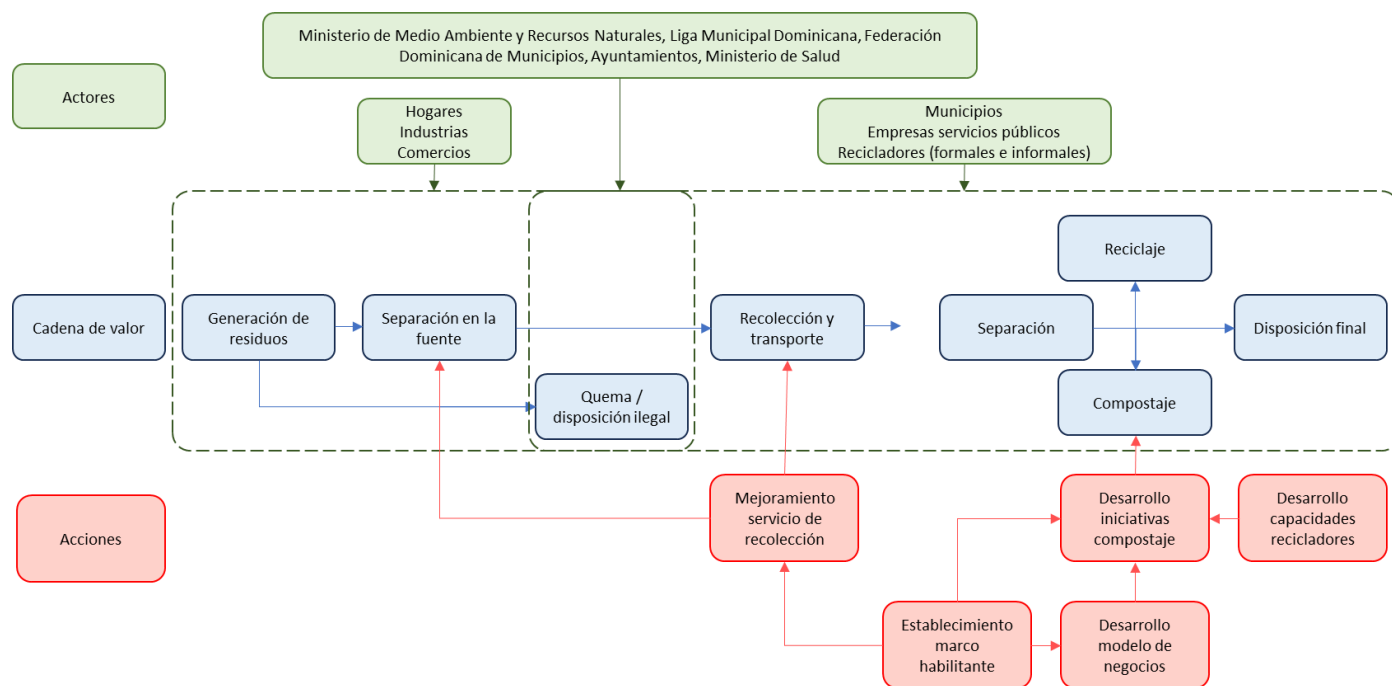 Ministerio de Medio Ambiente y Recursos Naturales, Liga Municipal Dominicana, Federación
Dominicana de Municipios, Ayuntamientos, Ministerio de Salud
Actores
Hogares
Industrias
Comercios
Municipios
Empresas servicios públicos
Recicladores (formales e informales)
Cadena de valor
Generación de
residuos
Separación en la
fuente
Quema /
disposición ilegal
Recolección y
transporte
Separación
Reciclaje
Compostaje
Disposición final
Acciones
Mejoramiento
servicio de
recolección
Desarrollo
iniciativas
compostaje
Desarrollo
capacidades
recicladores
Establecimiento
marco
habilitante
Desarrollo
modelo de
negocios